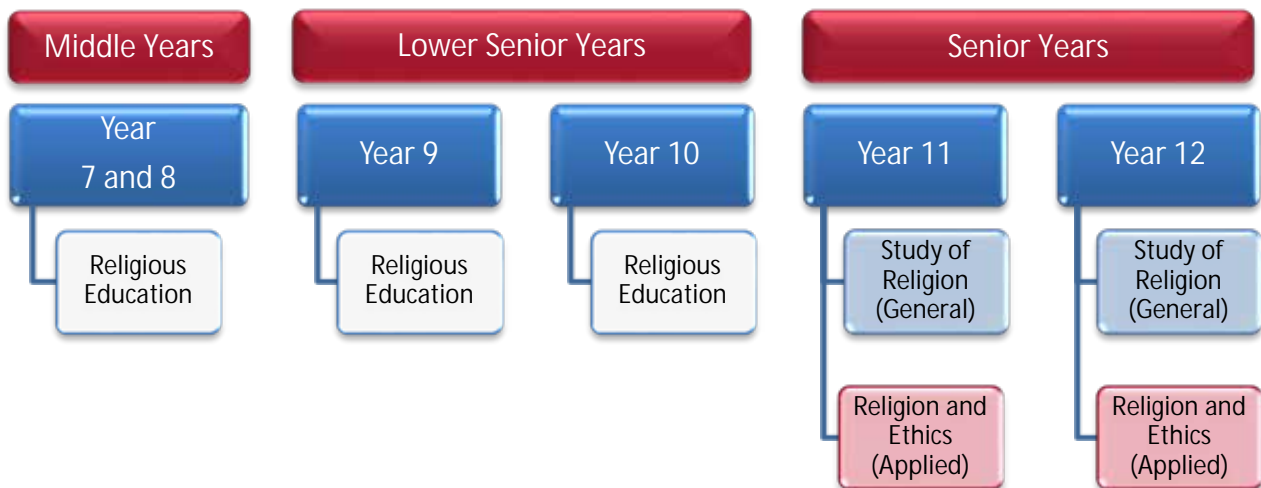 Middle Years
Lower Senior Years
Senior Years
Year
7 and 8
Year 9
Year 10
Year 11
Year 12
Religious
Education
Religious
Education
Religious
Education
Study of
Religion
(General)
Study of
Religion
(General)
Religion and
Ethics
(Applied)
Religion and
Ethics
(Applied)